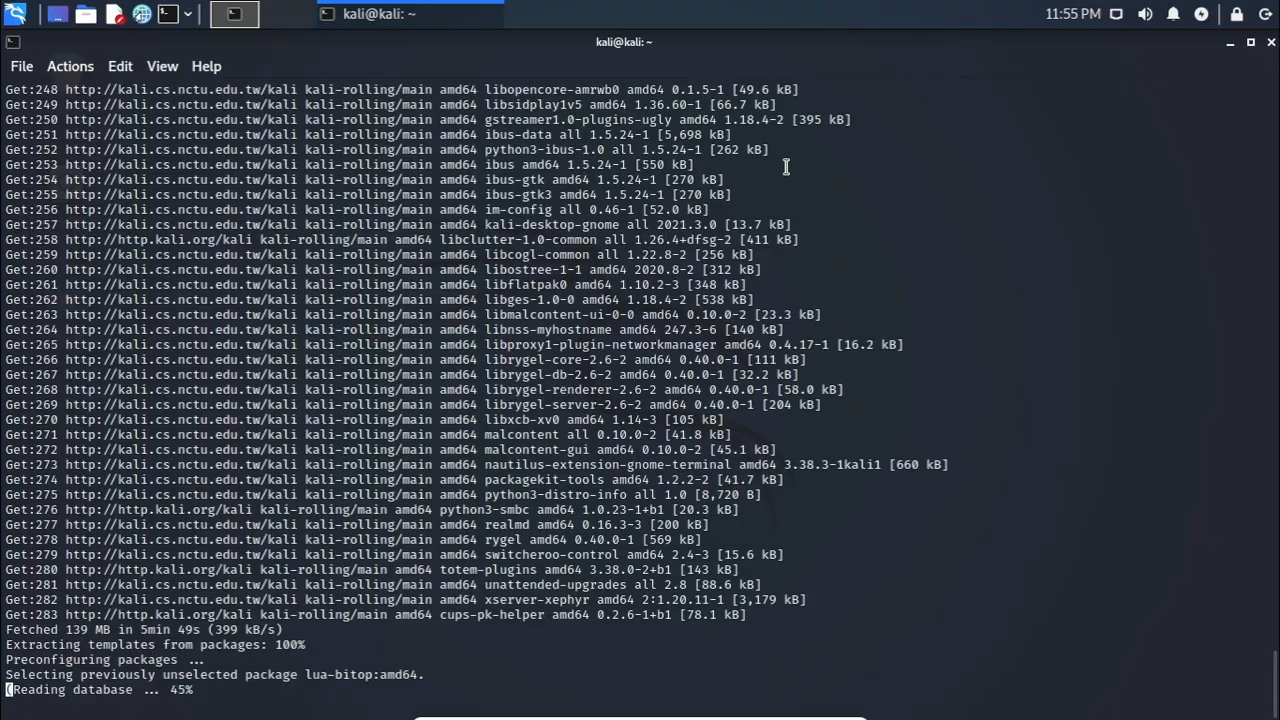 kali@kali: ~
11:55 PM
kali@kali: ~
File Actions Edit View Help
Get:248 http://kali.cs.nctu.edu.tw/kali kali-rolling/main amd64 libopencore-amrwb0 amd64 0.1.5-1 [49.6 kB]
Get:249 http://kali.cs.nctu.edu.tw/kali kali-rolling/main amd64 libsidplay1v5 amd64 1.36.60-1 [66.7 kB]
Get:250 http://kali.cs.nctu.edu.tw/kali kali-rolling/main amd64 gstreamer1.0-plugins-ugly amd64 1.18.4-2 [395 kB]
Get:251 http://kali.cs.nctu.edu.tw/kali kali-rolling/main amd64 ibus-data all 1.5.24-1 [5,698 kB]
Get:252 http://kali.cs.nctu.edu.tw/kali kali-rolling/main amd64 python3-ibus-1.0 all 1.5.24-1 [262 kB]
Get:253 http://kali.cs.nctu.edu.tw/kali kali-rolling/main amd64 ibus amd64 1.5.24-1 [550 kB]
Get:254 http://kali.cs.nctu.edu.tw/kali kali-rolling/main amd64 ibus-gtk amd64 1.5.24-1 [270 kB]
Get:255 http://kali.cs.nctu.edu.tw/kali kali-rolling/main amd64 ibus-gtk3 amd64 1.5.24-1 [270 kB]
Get:256 http://kali.cs.nctu.edu.tw/kali kali-rolling/main amd64 im-config all 0.46-1 [52.0 kB]
Get:257 http://kali.cs.nctu.edu.tw/kali kali-rolling/main amd64 kali-desktop-gnome all 2021.3.0 [13.7 kB]
Get:258 http://http.kali.org/kali kali-rolling/main amd64 libclutter-1.0-common all 1.26.4+dfsg-2 [411 kB]
Get:259 http://kali.cs.nctu.edu.tw/kali kali-rolling/main amd64 libcogl-common all 1.22.8-2 [256 kB]
Get:260 http://kali.cs.nctu.edu.tw/kali kali-rolling/main amd64 libostree-1-1 amd64 2020.8-2 [312 kB]
Get:261 http://kali.cs.nctu.edu.tw/kali kali-rolling/main amd64 libflatpak0 amd64 1.10.2-3 [348 kB]
Get:262 http://kali.cs.nctu.edu.tw/kali kali-rolling/main amd64 libges-1.0-0 amd64 1.18.4-2 [538 kB]
Get:263 http://kali.cs.nctu.edu.tw/kali kali-rolling/main amd64 libmalcontent-ui-0-0 amd64 0.10.0-2 [23.3 kB]
Get:264 http://kali.cs.nctu.edu.tw/kali kali-rolling/main amd64 libnss-myhostname amd64 247.3-6 [140 kB]
Get:265 http://kali.cs.nctu.edu.tw/kali kali-rolling/main amd64 libproxy1-plugin-networkmanager amd64 0.4.17-1 [16.2 kB]
Get:266 http://kali.cs.nctu.edu.tw/kali kali-rolling/main amd64 librygel-core-2.6-2 amd64 0.40.0-1 [111 kB]
Get:267 http://kali.cs.nctu.edu.tw/kali kali-rolling/main amd64 librygel-db-2.6-2 amd64 0.40.0-1 [32.2 kB]
Get:268 http://kali.cs.nctu.edu.tw/kali kali-rolling/main amd64 librygel-renderer-2.6-2 amd64 0.40.0-1 [58.0 kB]
Get:269 http://kali.cs.nctu.edu.tw/kali kali-rolling/main amd64 librygel-server-2.6-2 amd64 0.40.0-1 [204 kB]
Get:270 http://kali.cs.nctu.edu.tw/kali kali-rolling/main amd64 libxcb-xv0 amd64 1.14-3 [105 kB]
Get:271 http://kali.cs.nctu.edu.tw/kali kali-rolling/main amd64 malcontent all 0.10.0-2 [41.8 kB]
Get:272 http://kali.cs.nctu.edu.tw/kali kali-rolling/main amd64 malcontent-gui amd64 0.10.0-2 [45.1 kB]
Get:273 http://kali.cs.nctu.edu.tw/kali kali-rolling/main amd64 nautilus-extension-gnome-terminal amd64 3.38.3-1kali1 [660 kB]
Get:274 http://kali.cs.nctu.edu.tw/kali kali-rolling/main amd64 packagekit-tools amd64 1.2.2-2 [41.7 kB]
Get:275 http://kali.cs.nctu.edu.tw/kali kali-rolling/main amd64 python3-distro-info all 1.0 [8,720 B]
Get:276 http://http.kali.org/kali kali-rolling/main amd64 python3-smbc amd64 1.0.23-1+b1 [20.3 kB]
Get:277 http://kali.cs.nctu.edu.tw/kali kali-rolling/main amd64 realmd amd64 0.16.3-3 [200 kB]
Get:278 http://kali.cs.nctu.edu.tw/kali kali-rolling/main amd64 rygel amd64 0.40.0-1 [569 kB]
Get:279 http://kali.cs.nctu.edu.tw/kali kali-rolling/main amd64 switcheroo-control amd64 2.4-3 [15.6 kB]
Get:280 http://http.kali.org/kali kali-rolling/main amd64 totem-plugins amd64 3.38.0-2+b1 [143 kB]
Get:281 http://kali.cs.nctu.edu.tw/kali kali-rolling/main amd64 unattended-upgrades all 2.8 [88.6 kB]
Get:282 http://kali.cs.nctu.edu.tw/kali kali-rolling/main amd64 xserver-xephyr amd64 2:1.20.11-1 [3,179 kB]
Get:283 http://http.kali.org/kali kali-rolling/main amd64 cups-pk-helper amd64 0.2.6-1+b1 [78.1 kB]
Fetched 139 MB in 5min 49s (399 kB/s)
Extracting templates from packages: 100%
Preconfiguring packages ...
Selecting previously unselected package lua-bitop:amd64.
(Reading database ... 45%